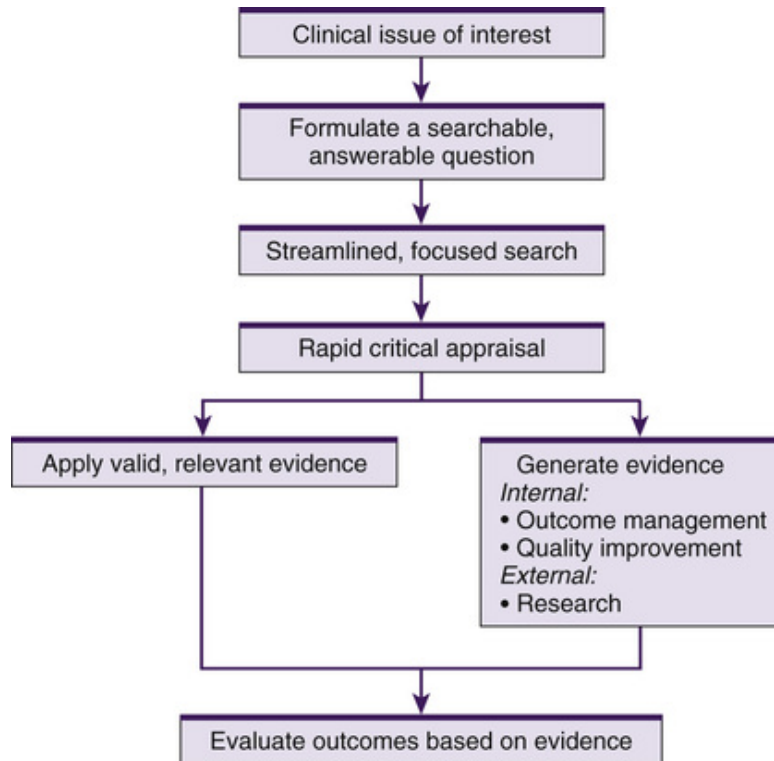 Clinical issue of interest
Formulate a searchable,
answerable question
Streamlined, focused search
Rapid critical appraisal
Apply valid, relevant evidence
Generate evidence
Internal:
• Outcome management
• Quality improvement
External:
• Research
Evaluate outcomes based on evidence